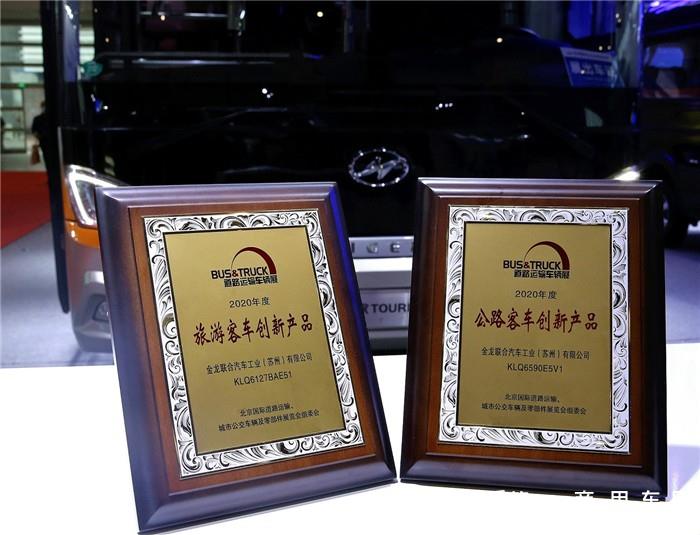 BUS&TRUCK
道路运输车辆展
2020年度
旅游客车创新产品
金龙联合汽车工业（苏州）有限公司
KLQ6127BAE51
北京国际道路运输、
城市公交车辆及零部件展览会组委会
BUS&TRUCK
道路运输车辆展
2020年度
公路客车创新产品
金龙联合汽车工业（苏州）有限公司
KLQ6590E5V1
北京国际道路运输、
城市公交车辆及零部件展览会组委会
TOUR
商用车